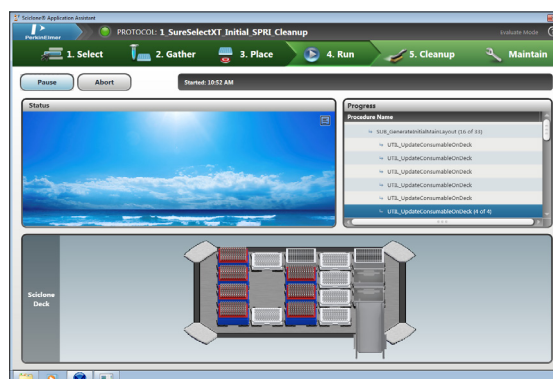 Sciclone® Application Assistant
PerkinElmer
PROTOCOL: 1_SureSelectXT_Initial_SPRI_Cleanup
Evaluate Mode
1. Select
2. Gather
3. Place
4. Run
5. Cleanup
Maintain
Pause
Abort
Started: 10:52 AM
Status
Progress
Procedure Name
SUB_GenerateInitialMainLayout (16 of 33)
UTIL_UpdateConsumableOnDeck
UTIL_UpdateConsumableOnDeck
UTIL_UpdateConsumableOnDeck
UTIL_UpdateConsumableOnDeck
UTIL_UpdateConsumableOnDeck (4 of 4)
Sciclone
Deck